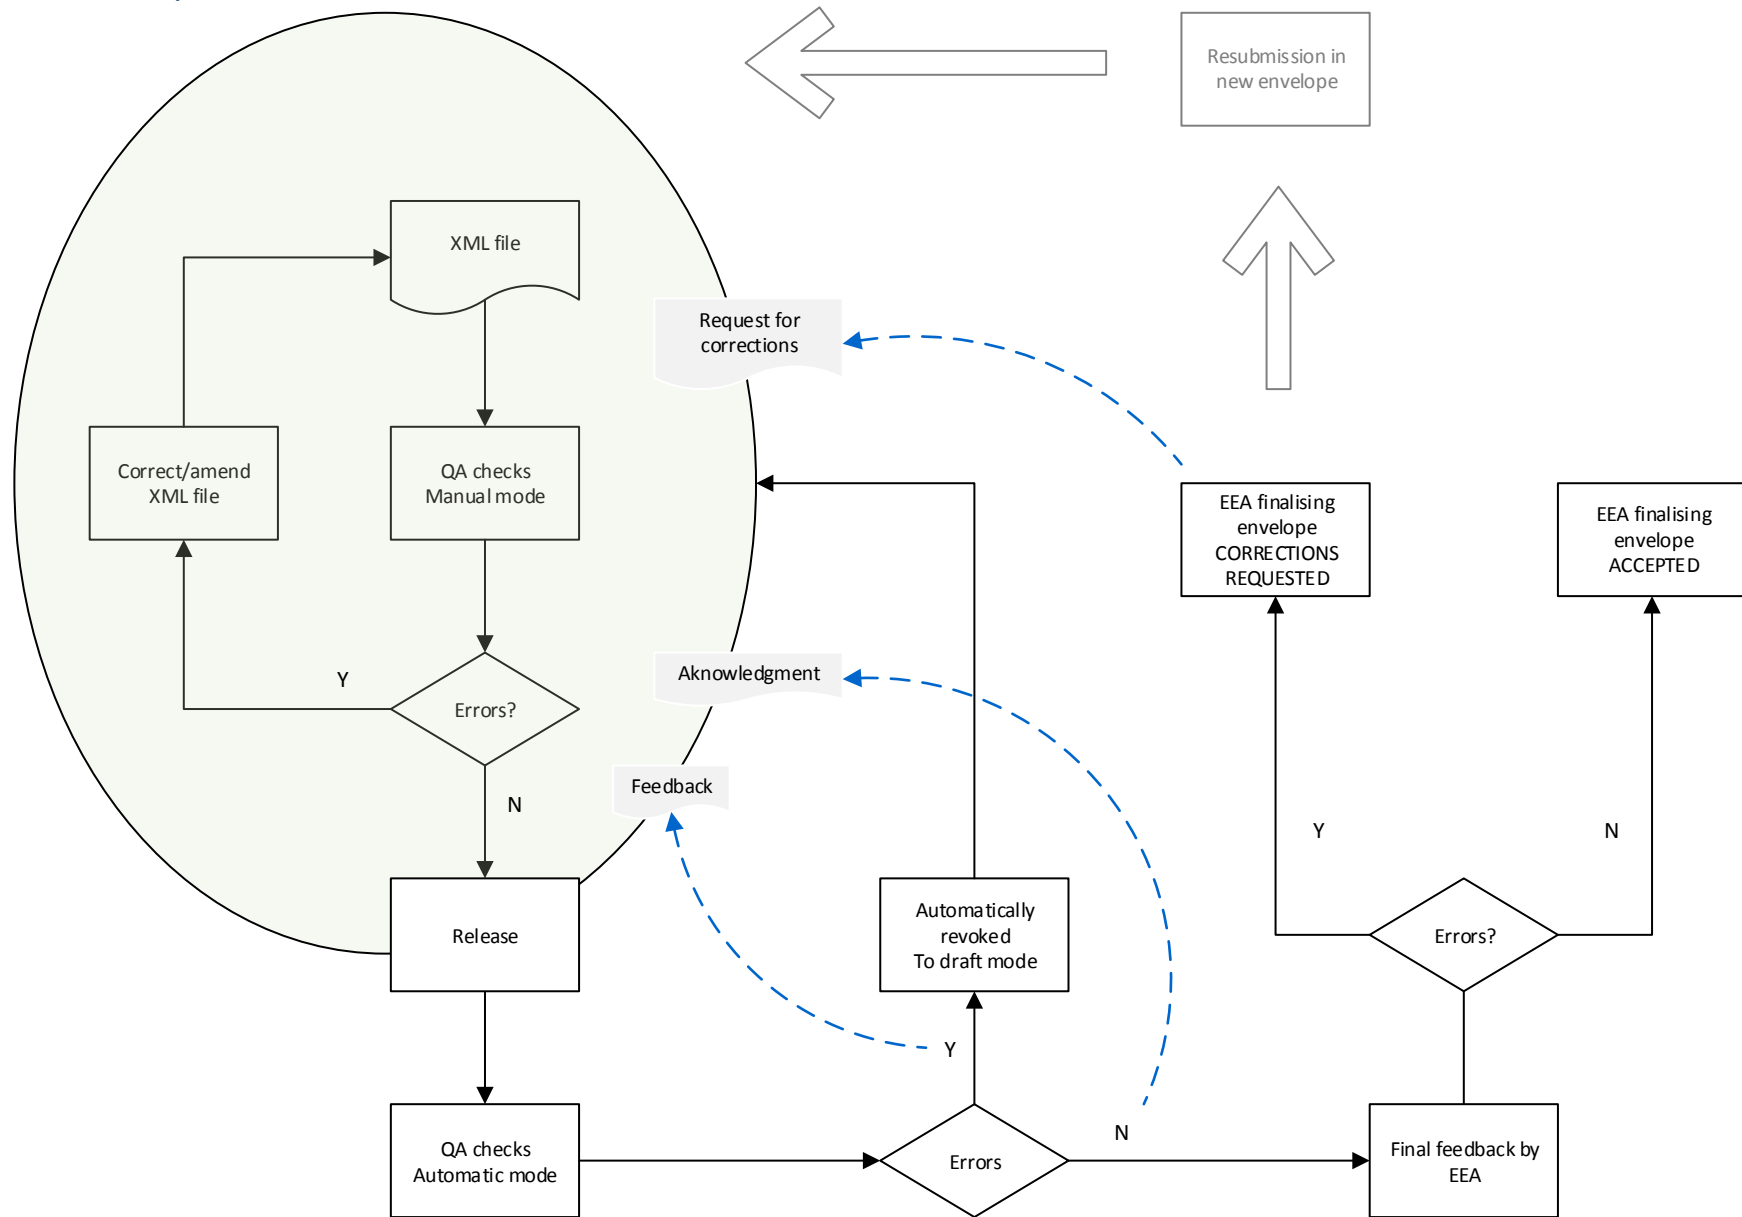 Resubmission in
new envelope
XML file
Request for
corrections
Correct/amend
XML file
QA checks
Manual mode
EEA finalising
envelope
CORRECTIONS
REQUESTED
EEA finalising
envelope
ACCEPTED
Y
Errors?
Aknowledgment
Feedback
N
Y
N
Release
Automatically
revoked
To draft mode
Errors?
Y
N
QA checks
Automatic mode
Errors
Final feedback by
EEA